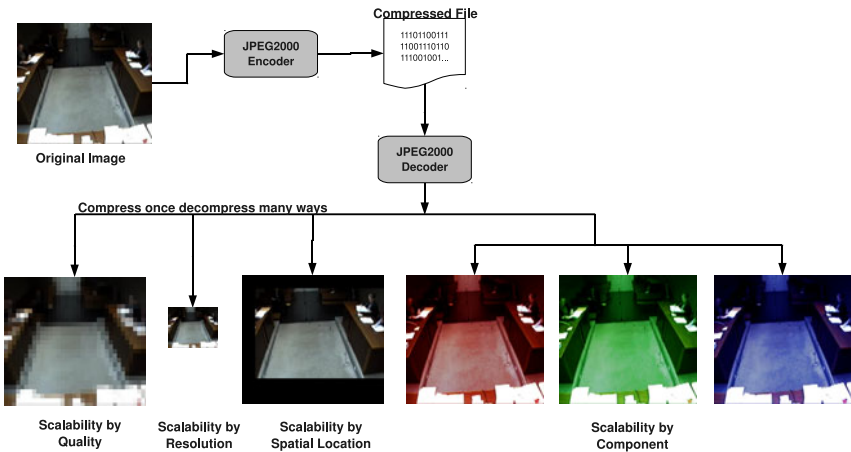 Compressed File
JPEG2000
Encoder
11101100111
11001110110
111001001...
Original Image
JPEG2000
Decoder
Compress once decompress many ways
Scalability by
Quality
Scalability by
Resolution
Scalability by
Spatial Location
Scalability by
Component